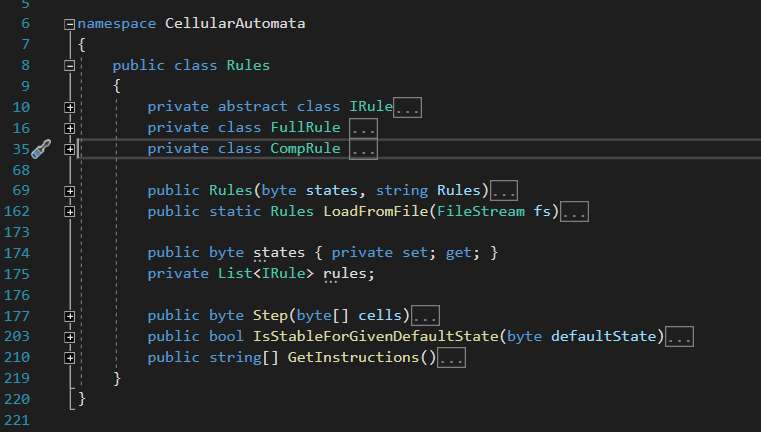 5
6 namespace CellularAutomata
7 {
8 public class Rules
9 {
10 private abstract class IRule...
16 private class FullRule ...
35 private class CompRule ...
68
69 public Rules(byte states, string Rules)...
162 public static Rules LoadFromFile(FileStream fs)...
173
174 public byte states { private set; get; }
175 private List<IRule> rules;
176
177 public byte Step(byte[] cells)...
203 public bool IsStableForGivenDefaultState(byte defaultState)...
210 public string[] GetInstructions()...
219 }
220 }
221